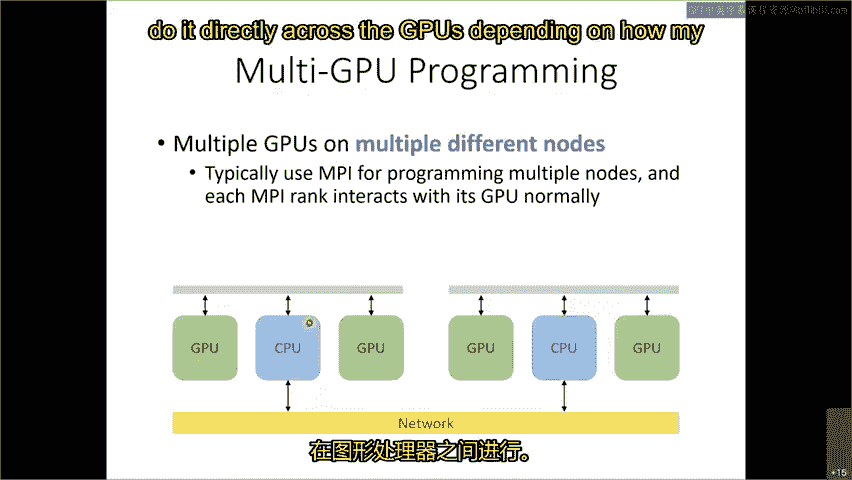 do it directly across the GPUs depending on how my
Multi-GPU Programming
• Multiple GPUs on multiple different nodes
• Typically use MPI for programming multiple nodes, and
each MPI rank interacts with its GPU normally
GPU CPU GPU GPU CPU GPU
Network
在图形处理器之间进行。
+15